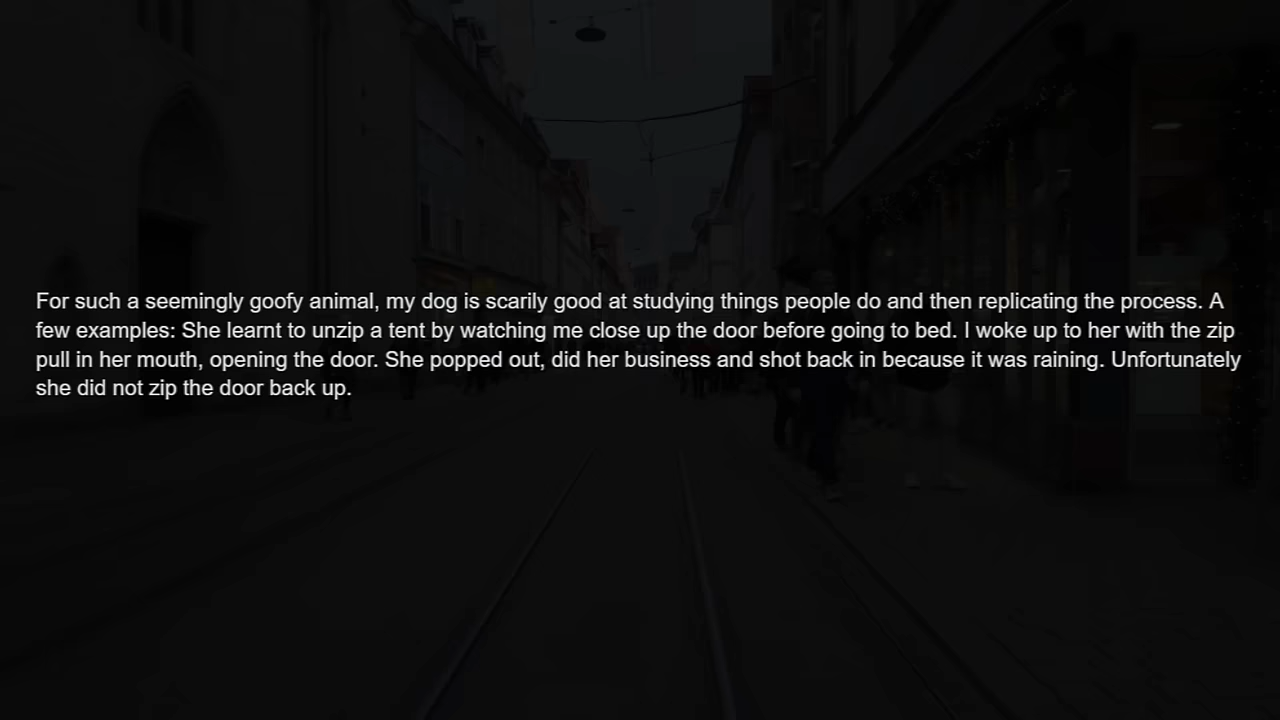 For such a seemingly goofy animal, my dog is scarily good at studying things people do and then replicating the process. A
few examples: She learnt to unzip a tent by watching me close up the door before going to bed. I woke up to her with the zip
pull in her mouth, opening the door. She popped out, did her business and shot back in because it was raining. Unfortunately
she did not zip the door back up.